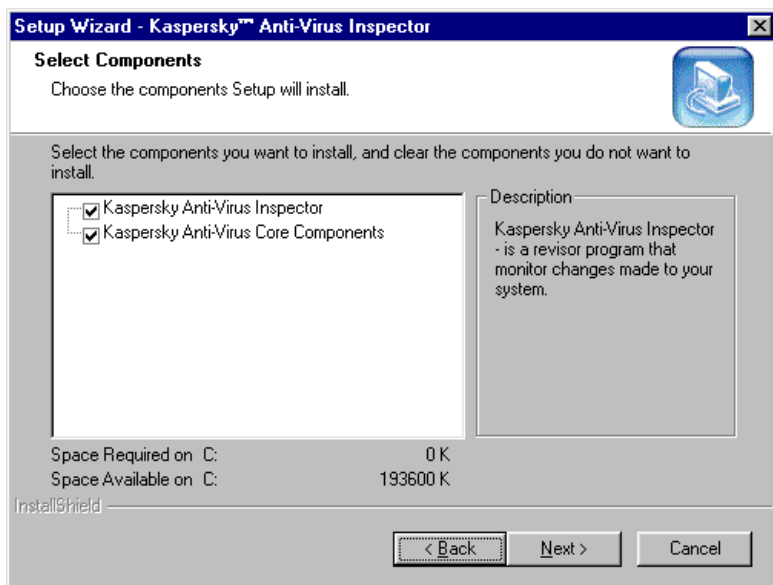 Setup Wizard - Kaspersky™ Anti-Virus Inspector
Select Components
Choose the components Setup will install.
Select the components you want to install, and clear the components you do not want to
install.
Kaspersky Anti-Virus Inspector
Kaspersky Anti-Virus Core Components
Description
Kaspersky Anti-Virus Inspector
- is a revisor program that
monitor changes made to your
system.
Space Required on C: 0 K
Space Available on C: 193600 K
InstallShield
< Back Next > Cancel